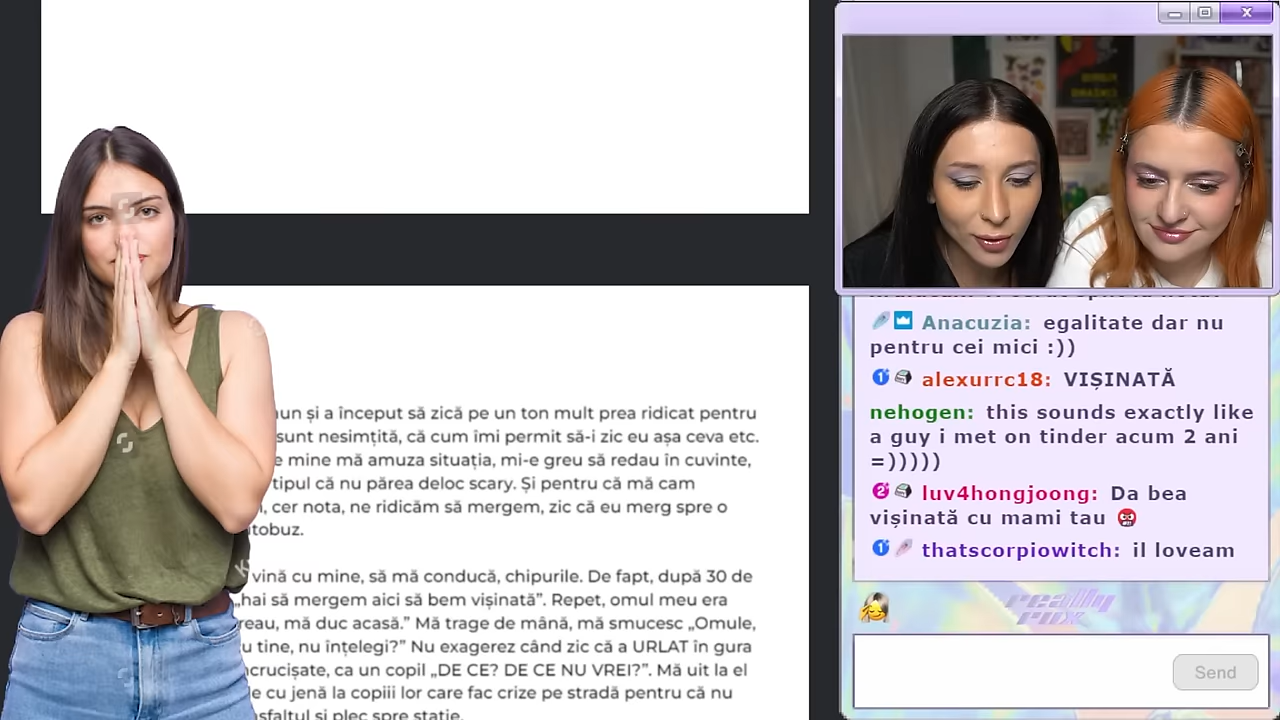 nun și a început să zică pe un ton mult prea ridicat pentru
sunt nesimțită, că cum îmi permit să-i zic eu așa ceva etc.
e mine mă amuza situația, mi-e greu să redau în cuvinte,
tipul că nu părea deloc scary. Și pentru că mă cam
, cer nota, ne ridicăm să mergem, zic că eu merg spre o
tobuz.
vină cu mine, să mă conducă, chipurile. De fapt, după 30 de
„hai să mergem aici să bem vișinată”. Repet, omul meu era
reau, mă duc acasă.” Mă trage de mână, mă smucesc „Omule,
u tine, nu înțelegi?” Nu exagerez când zic că a URLAT în gura
ncrucișate, ca un copil „DE CE? DE CE NU VREI?”. Mă uit la el
e cu jenă la copiii lor care fac crize pe stradă pentru că nu
asfaltul și plec spre stație.
Anacuzia: egalitate dar nu
pentru cei mici :))
alexurrc18: VIȘINATĂ
nehogen: this sounds exactly like
a guy i met on tinder acum 2 ani
=)))))
luv4hongjoong: Da bea
vișinată cu mami tau
thatscorpiowitch: il loveam
really
rux
Send